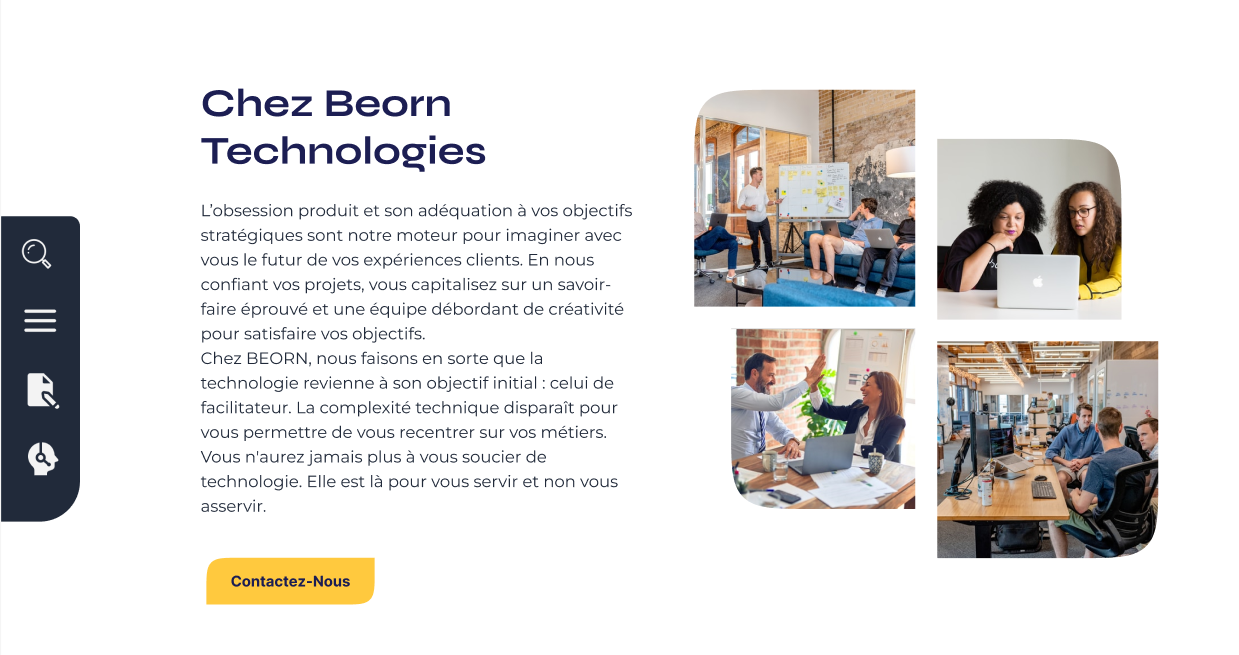 Chez Beorn
Technologies
L’obsession produit et son adéquation à vos objectifs
stratégiques sont notre moteur pour imaginer avec
vous le futur de vos expériences clients. En nous
confiant vos projets, vous capitalisez sur un savoir-
faire éprouvé et une équipe débordant de créativité
pour satisfaire vos objectifs.
Chez BEORN, nous faisons en sorte que la
technologie revienne à son objectif initial : celui de
facilitateur. La complexité technique disparaît pour
vous permettre de vous recentrer sur vos métiers.
Vous n'aurez jamais plus à vous soucier de
technologie. Elle est là pour vous servir et non vous
asservir.
Contactez-Nous